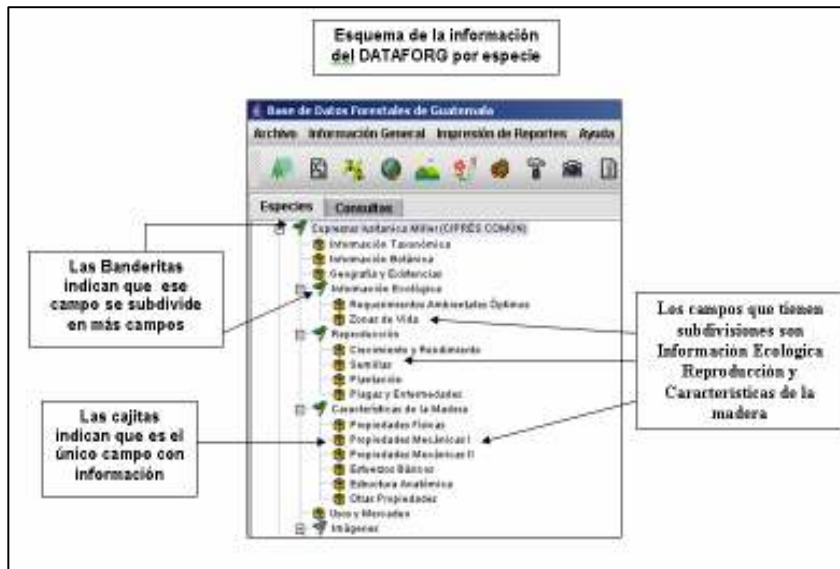 Esquema de la información
del DATAFORG por especie
Base de Datos Forestales de Guatemala
Archivo Información General Impresión de Reportes Ayuda
Especies Consultas
Cupressus lusitanica Miller (CIPRÉS COMÚN)
Información Taxonómica
Información Botánica
Geografía y Existencias
Información Ecológica
Requerimientos Ambientales Óptimos
Zonas de Vida
Reproducción
Crecimiento y Rendimiento
Semillas
Plantación
Plagas y Enfermedades
Características de la Madera
Propiedades Físicas
Propiedades Mecánicas I
Propiedades Mecánicas II
Esfuerzos Básicos
Estructura Anatómica
Otras Propiedades
Usos y Mercados
Imágenes
Las Banderitas
indican que ese
campo se subdivide
en más campos
Las cajitas
indican que es el
único campo con
información
Los campos que tienen
subdivisiones son
Información Ecológica
Reproducción y
Características de la
madera